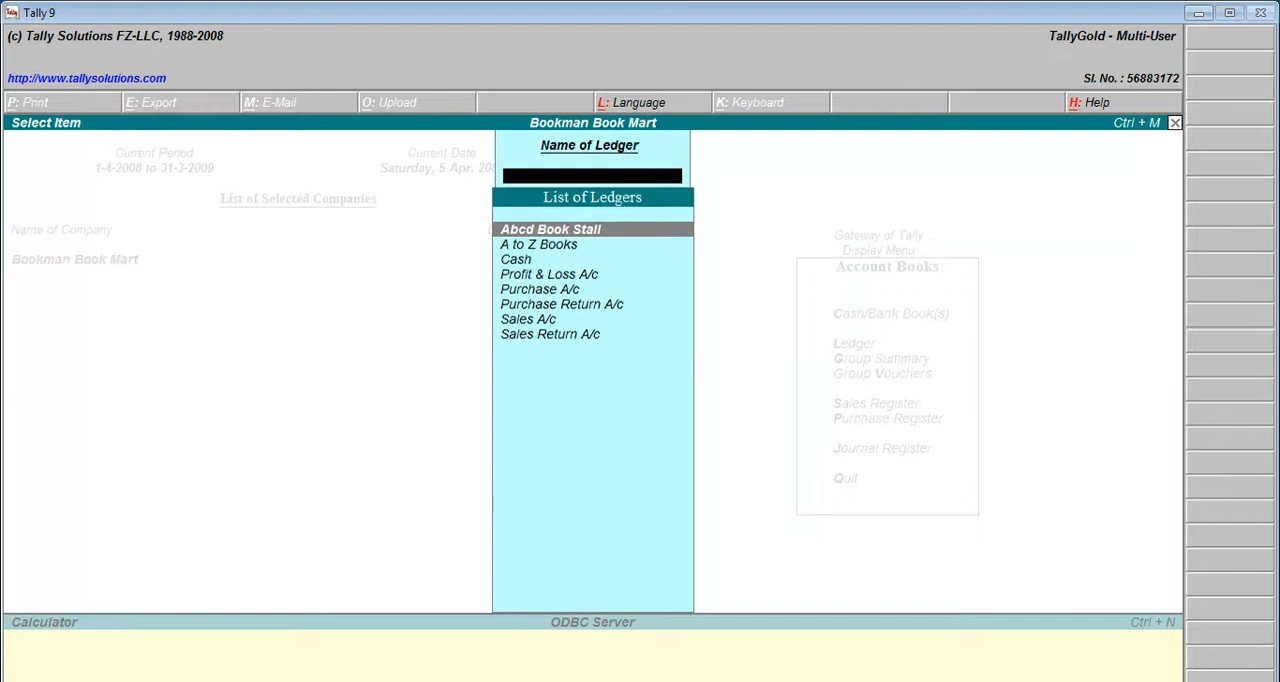 Tally 9
(c) Tally Solutions FZ-LLC, 1988-2008
TallyGold - Multi-User
http://www.tallysolutions.com
Sl. No. : 56883172
P: Print
E: Export
M: E-Mail
O: Upload
L: Language
K: Keyboard
H: Help
Select Item
Bookman Book Mart
Ctrl + M
Current Period
1-4-2008 to 31-3-2009
Current Date
Saturday, 5 Apr.
List of Selected Companies
Name of Company
Bookman Book Mart
Name of Ledger
List of Ledgers
Abcd Book Stall
A to Z Books
Cash
Profit & Loss A/c
Purchase A/c
Purchase Return A/c
Sales A/c
Sales Return A/c
Gateway of Tally ...
Display Menu ...
Account Books
Cash/Bank Book(s)
Ledger
Group Summary
Group Vouchers
Sales Register
Purchase Register
Journal Register
Quit
Calculator
ODBC Server
Ctrl + N